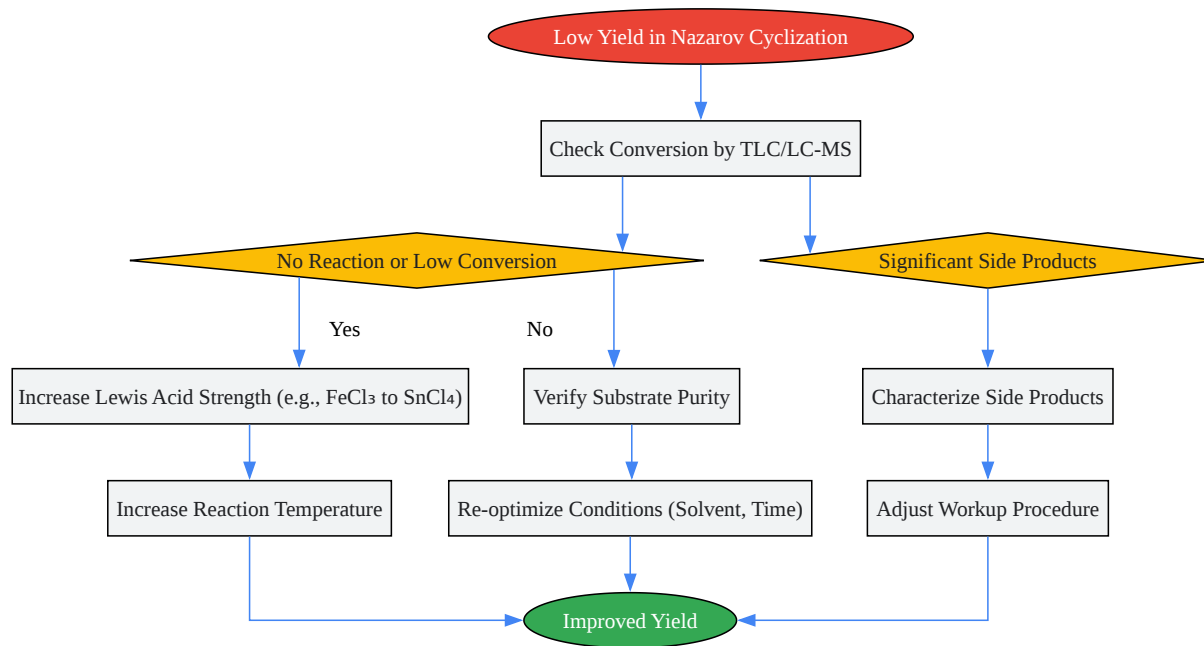 Low Yield in Nazarov Cyclization
Check Conversion by TLC/LC-MS
No Reaction or Low Conversion
Significant Side Products
Yes
No
Increase Lewis Acid Strength (e.g., FeCl₃ to SnCl₄)
Verify Substrate Purity
Characterize Side Products
Increase Reaction Temperature
Re-optimize Conditions (Solvent, Time)
Adjust Workup Procedure
Improved Yield